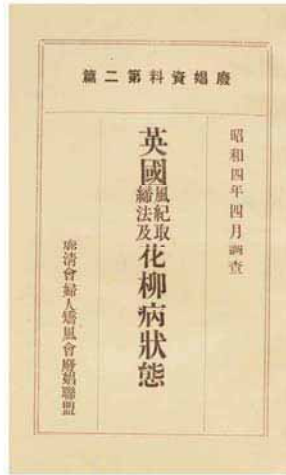 廢娼資料第二篇
昭和四年四月調査
英國風紀取締法及花柳病狀態
廓清會婦人矯風會廢娼聯盟